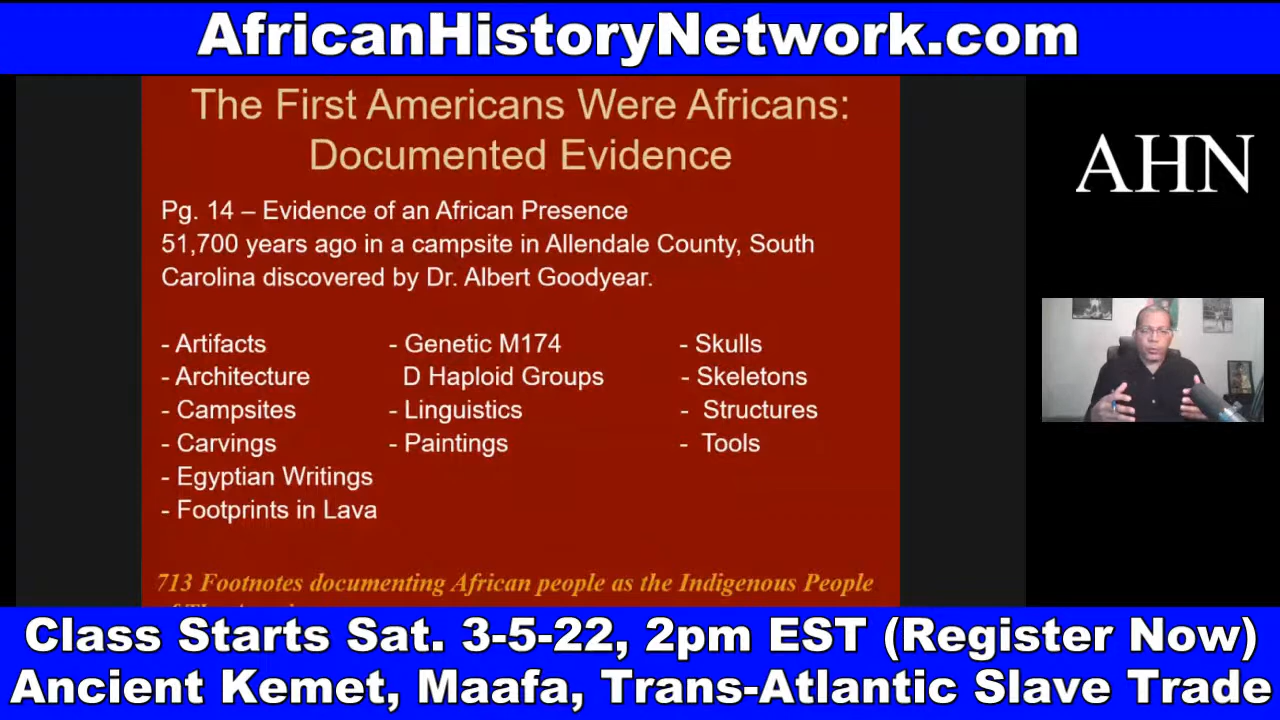 AfricanHistoryNetwork.com
The First Americans Were Africans:
Documented Evidence
AHN
Pg. 14 – Evidence of an African Presence
51,700 years ago in a campsite in Allendale County, South
Carolina discovered by Dr. Albert Goodyear.
- Artifacts
- Architecture
- Campsites
- Carvings
- Egyptian Writings
- Footprints in Lava
- Genetic M174
D Haploid Groups
- Linguistics
- Paintings
- Skulls
- Skeletons
- Structures
- Tools
713 Footnotes documenting African people as the Indigenous People
Class Starts Sat. 3-5-22, 2pm EST (Register Now)
Ancient Kemet, Maafa, Trans-Atlantic Slave Trade